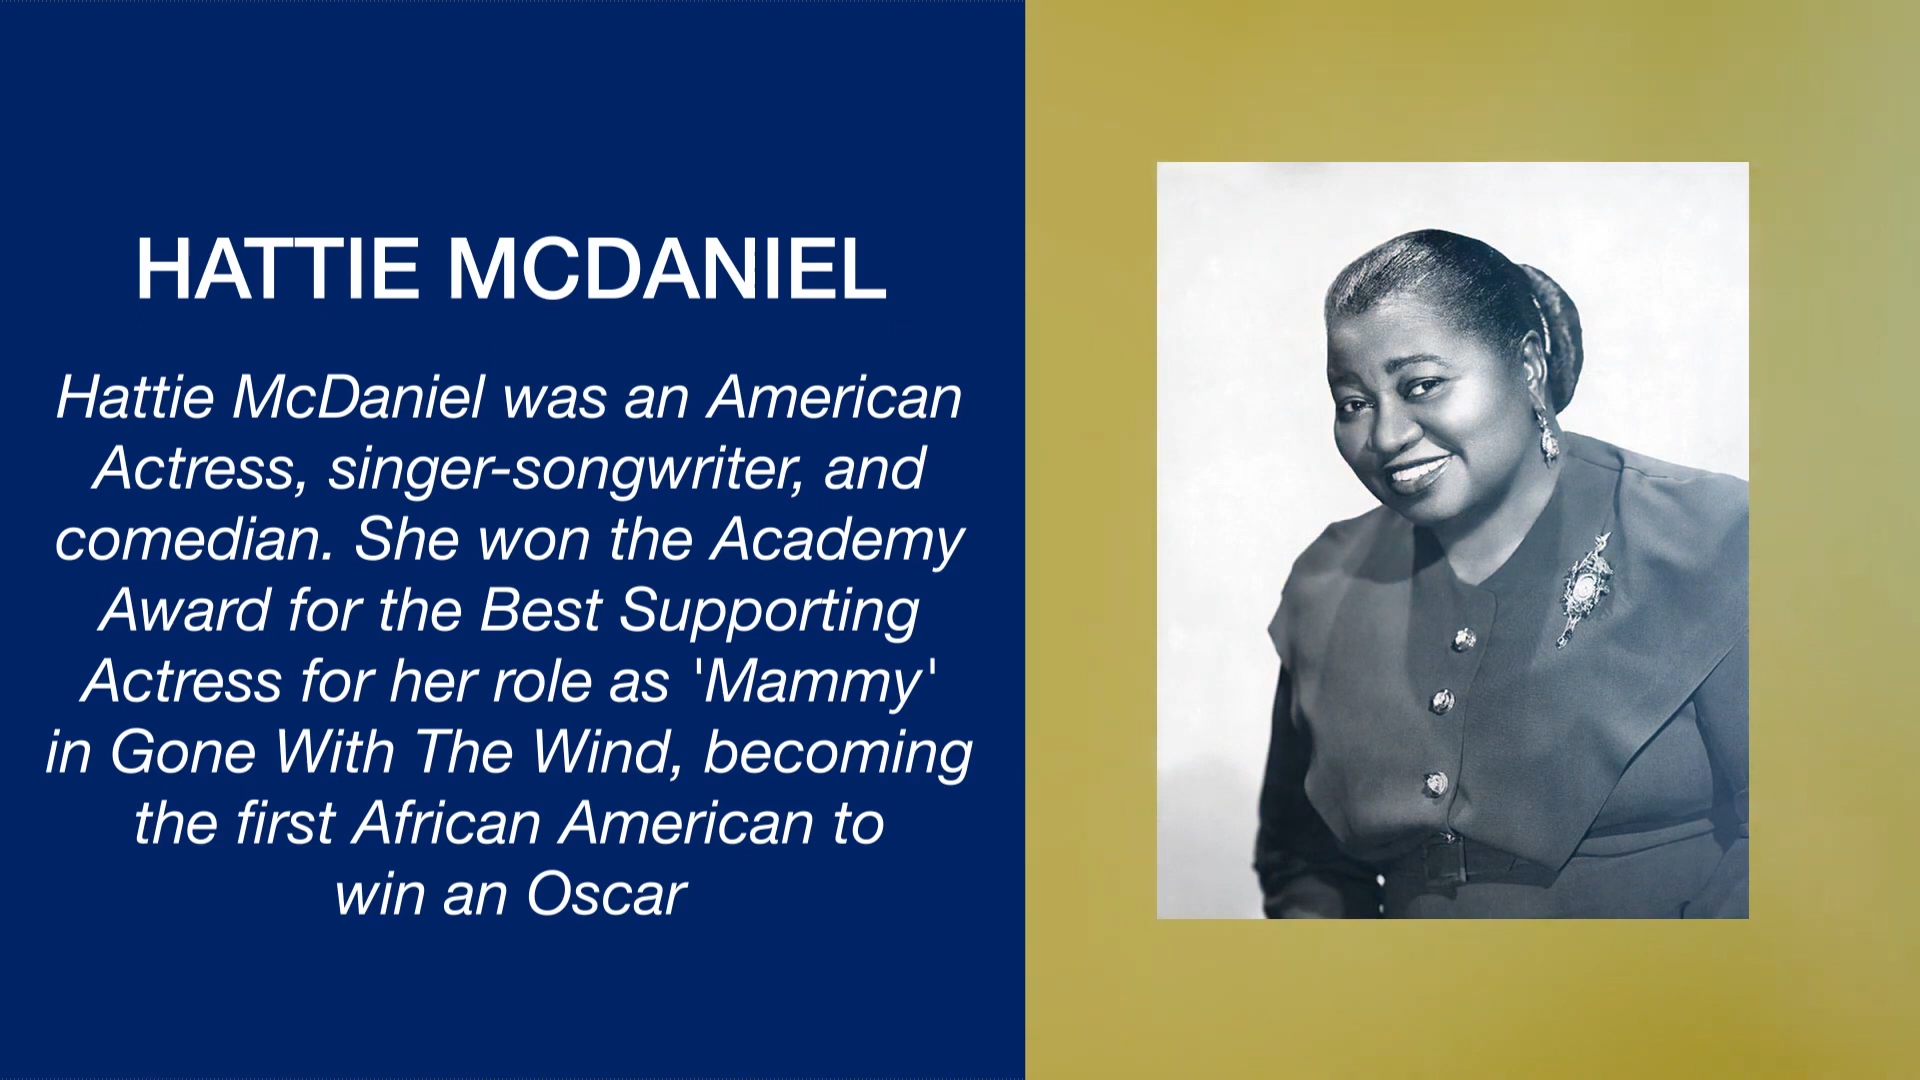 HATTIE MCDANIEL
Hattie McDaniel was an American
Actress, singer-songwriter, and
comedian. She won the Academy
Award for the Best Supporting
Actress for her role as 'Mammy'
in Gone With The Wind, becoming
the first African American to
win an Oscar